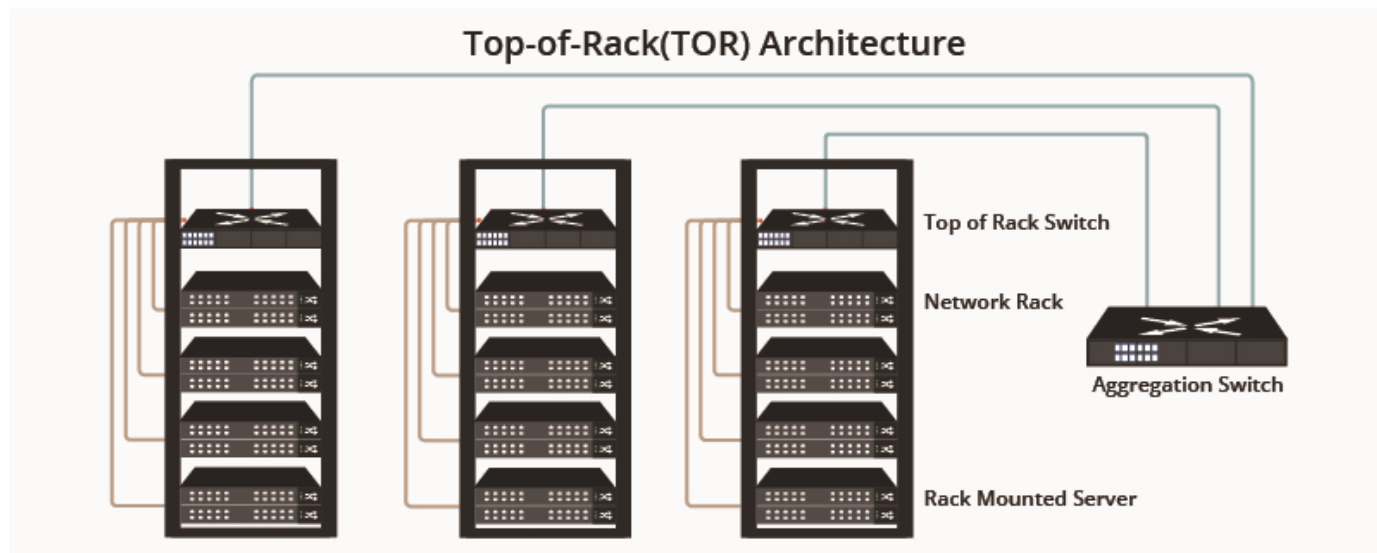 Top-of-Rack(TOR) Architecture
Top of Rack Switch
Network Rack
Aggregation Switch
Rack Mounted Server